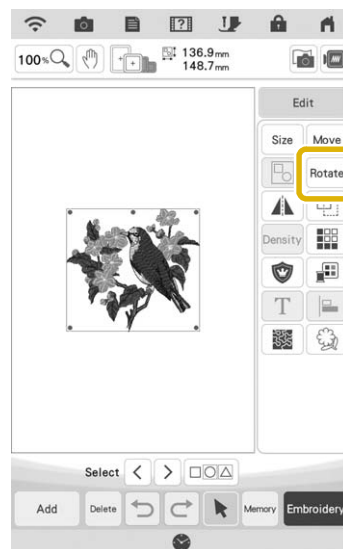 100%
136.9mm
148.7mm
Edit
Size Move
Rotate
Density
T
Select
Add Delete Memory Embroidery